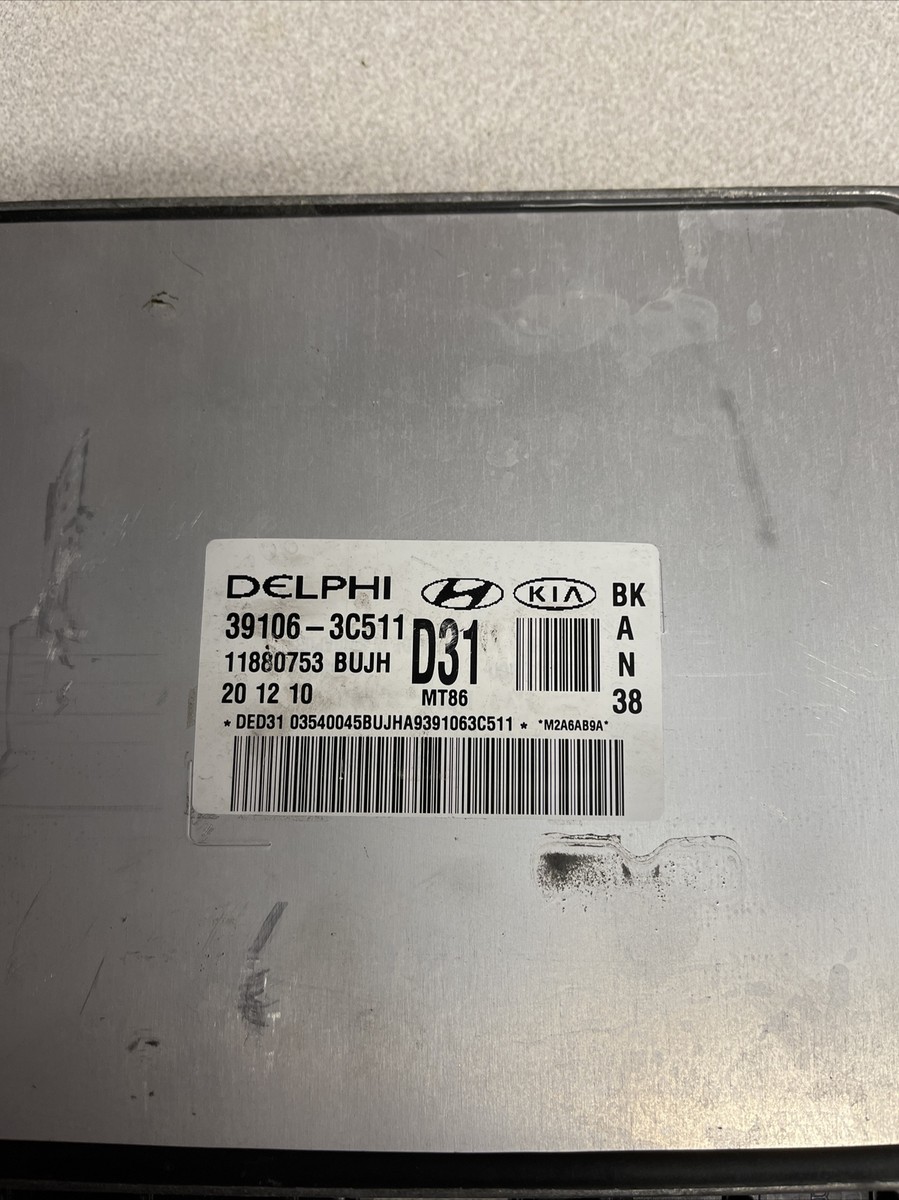 DELPHI KIA BK
39106-3C511 D31 A
11880753 BUJH N
20 12 10 MT86 38
* DED31 03540045BUJHA9391063C511 * *M2A6AB9A*